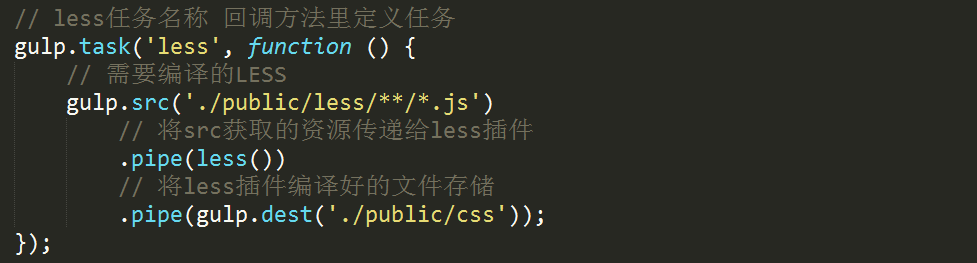 // less任务名称 回调方法里定义任务
gulp.task('less', function () {
    // 需要编译的LESS
    gulp.src('./public/less/**/*.js')
        // 将src获取的资源传递给less插件
        .pipe(less())
        // 将less插件编译好的文件存储
        .pipe(gulp.dest('./public/css'));
});